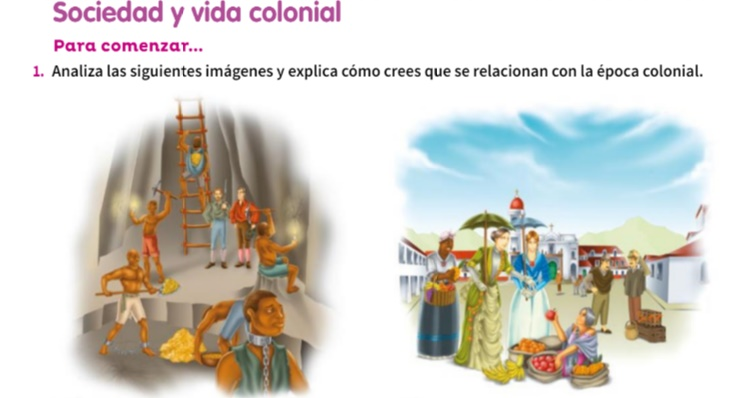 Sociedad y vida colonial
Para comenzar...
1. Analiza las siguientes imágenes y explica cómo crees que se relacionan con la época colonial.